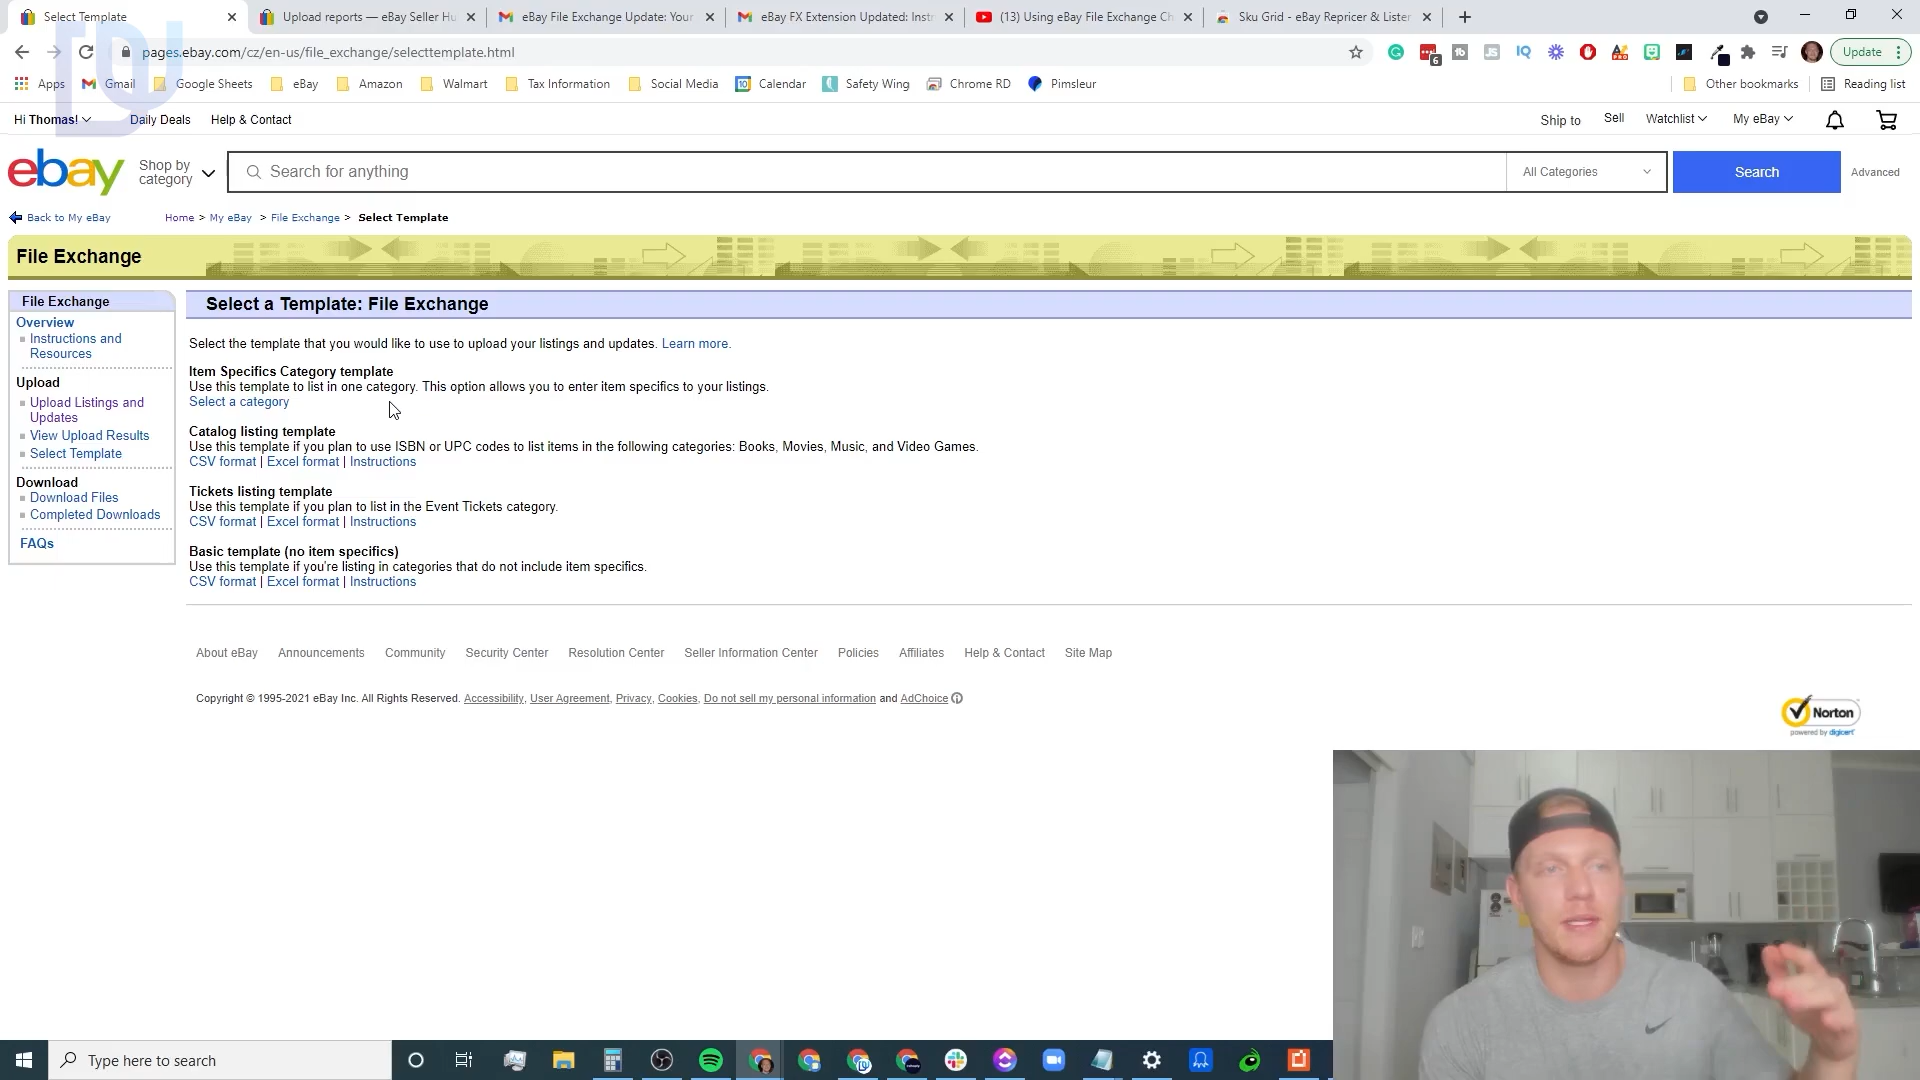 Select Template
Upload reports — eBay Seller Hu
eBay File Exchange Update: Your
eBay FX Extension Updated: Instr
(13) Using eBay File Exchange Ch
Sku Grid - eBay Repricer & Lister
pages.ebay.com/cz/en-us/file_exchange/selecttemplate.html
Update
Apps Gmail Google Sheets eBay Amazon Walmart Tax Information Social Media Calendar Safety Wing Chrome RD Pimsleur Other bookmarks Reading list
Hi Thomas! Daily Deals Help & Contact Ship to Sell Watchlist My eBay
ebay Shop by category Search for anything All Categories Search Advanced
Back to My eBay Home > My eBay > File Exchange > Select Template
File Exchange
File Exchange
Overview
Instructions and
Resources
Upload
Upload Listings and
Updates
View Upload Results
Select Template
Download
Download Files
Completed Downloads
FAQs
Select a Template: File Exchange
Select the template that you would like to use to upload your listings and updates. Learn more.
Item Specifics Category template
Use this template to list in one category. This option allows you to enter item specifics to your listings.
Select a category
Catalog listing template
Use this template if you plan to use ISBN or UPC codes to list items in the following categories: Books, Movies, Music, and Video Games.
CSV format | Excel format | Instructions
Tickets listing template
Use this template if you plan to list in the Event Tickets category.
CSV format | Excel format | Instructions
Basic template (no item specifics)
Use this template if you're listing in categories that do not include item specifics.
CSV format | Excel format | Instructions
About eBay Announcements Community Security Center Resolution Center Seller Information Center Policies Affiliates Help & Contact Site Map
Copyright © 1995-2021 eBay Inc. All Rights Reserved. Accessibility, User Agreement, Privacy, Cookies, Do not sell my personal information and AdChoice
Norton
powered by digicert
Type here to search